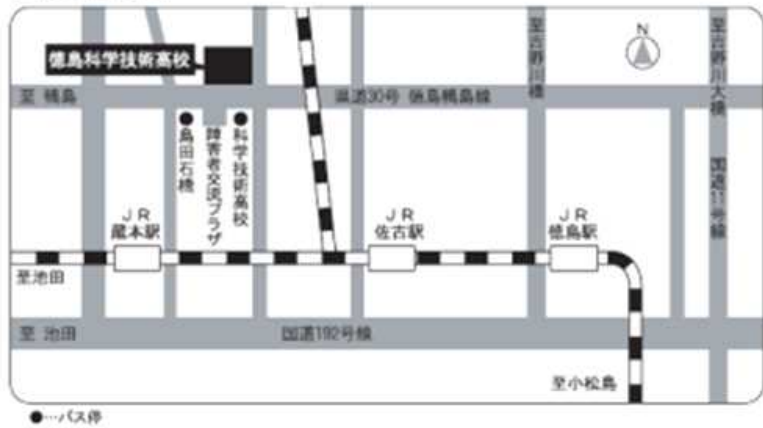 徳島科学技術高校
N
至古野川橋
至吉野川大橋
至 鴨島
県道30号 徳島鴨島線
島田石橋
障害者交流プラザ
科学技術高校
国道11号線
JR
蔵本駅
JR
佐古駅
JR
徳島駅
至池田
至 池田
国道192号線
至小松島
●…バス停